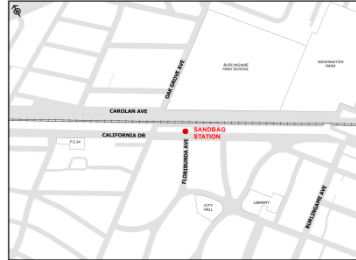 BURLINGAME
HIGH SCHOOL
WASHINGTON
PARK
OAK GROVE AVE
CAROLAN AVE
CALIFORNIA DR
SANDBAG
STATION
FLORIBUNDA AVE
CITY
HALL
LIBRARY
BURLINGAME AVE